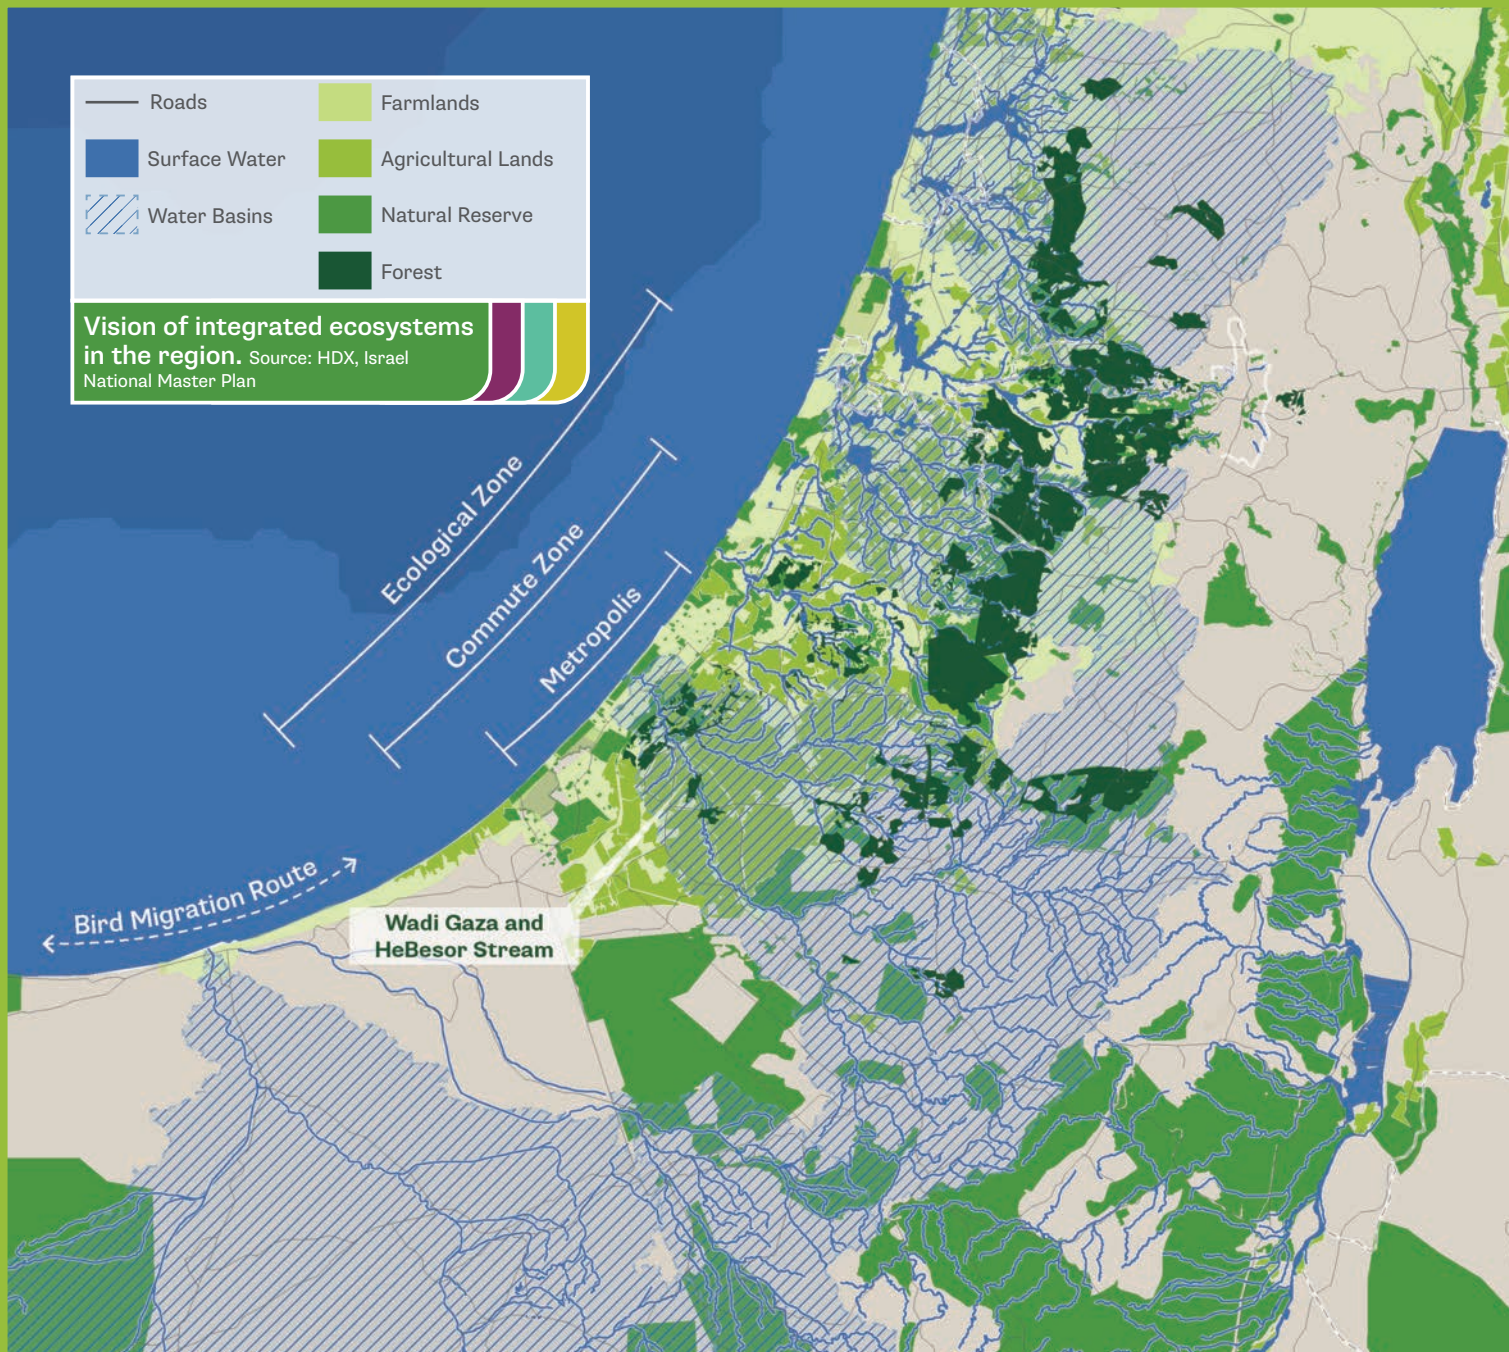 Roads
Farmlands
Surface Water
Agricultural Lands
Water Basins
Natural Reserve
Forest
Vision of integrated ecosystems
in the region. Source: HDX, Israel
National Master Plan
Ecological Zone
Commute Zone
Metropolis
Bird Migration Route
Wadi Gaza and
HeBesor Stream